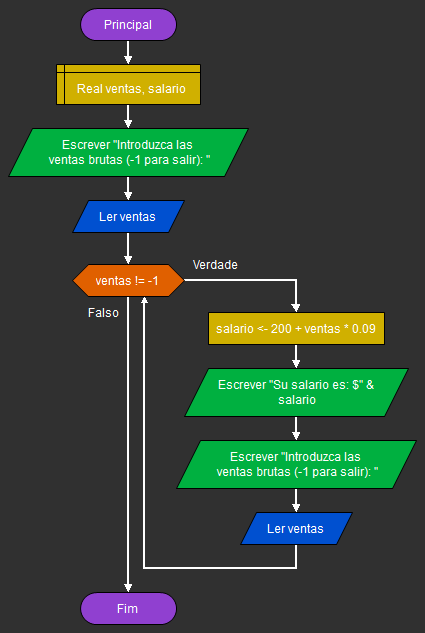 Principal
Real ventas, salario
Escrever "Introduzca las
ventas brutas (-1 para salir): "
Ler ventas
ventas != -1
Verdade
Falso
salario <- 200 + ventas * 0.09
Escrever "Su salario es: $" &
salario
Escrever "Introduzca las
ventas brutas (-1 para salir): "
Ler ventas
Fim